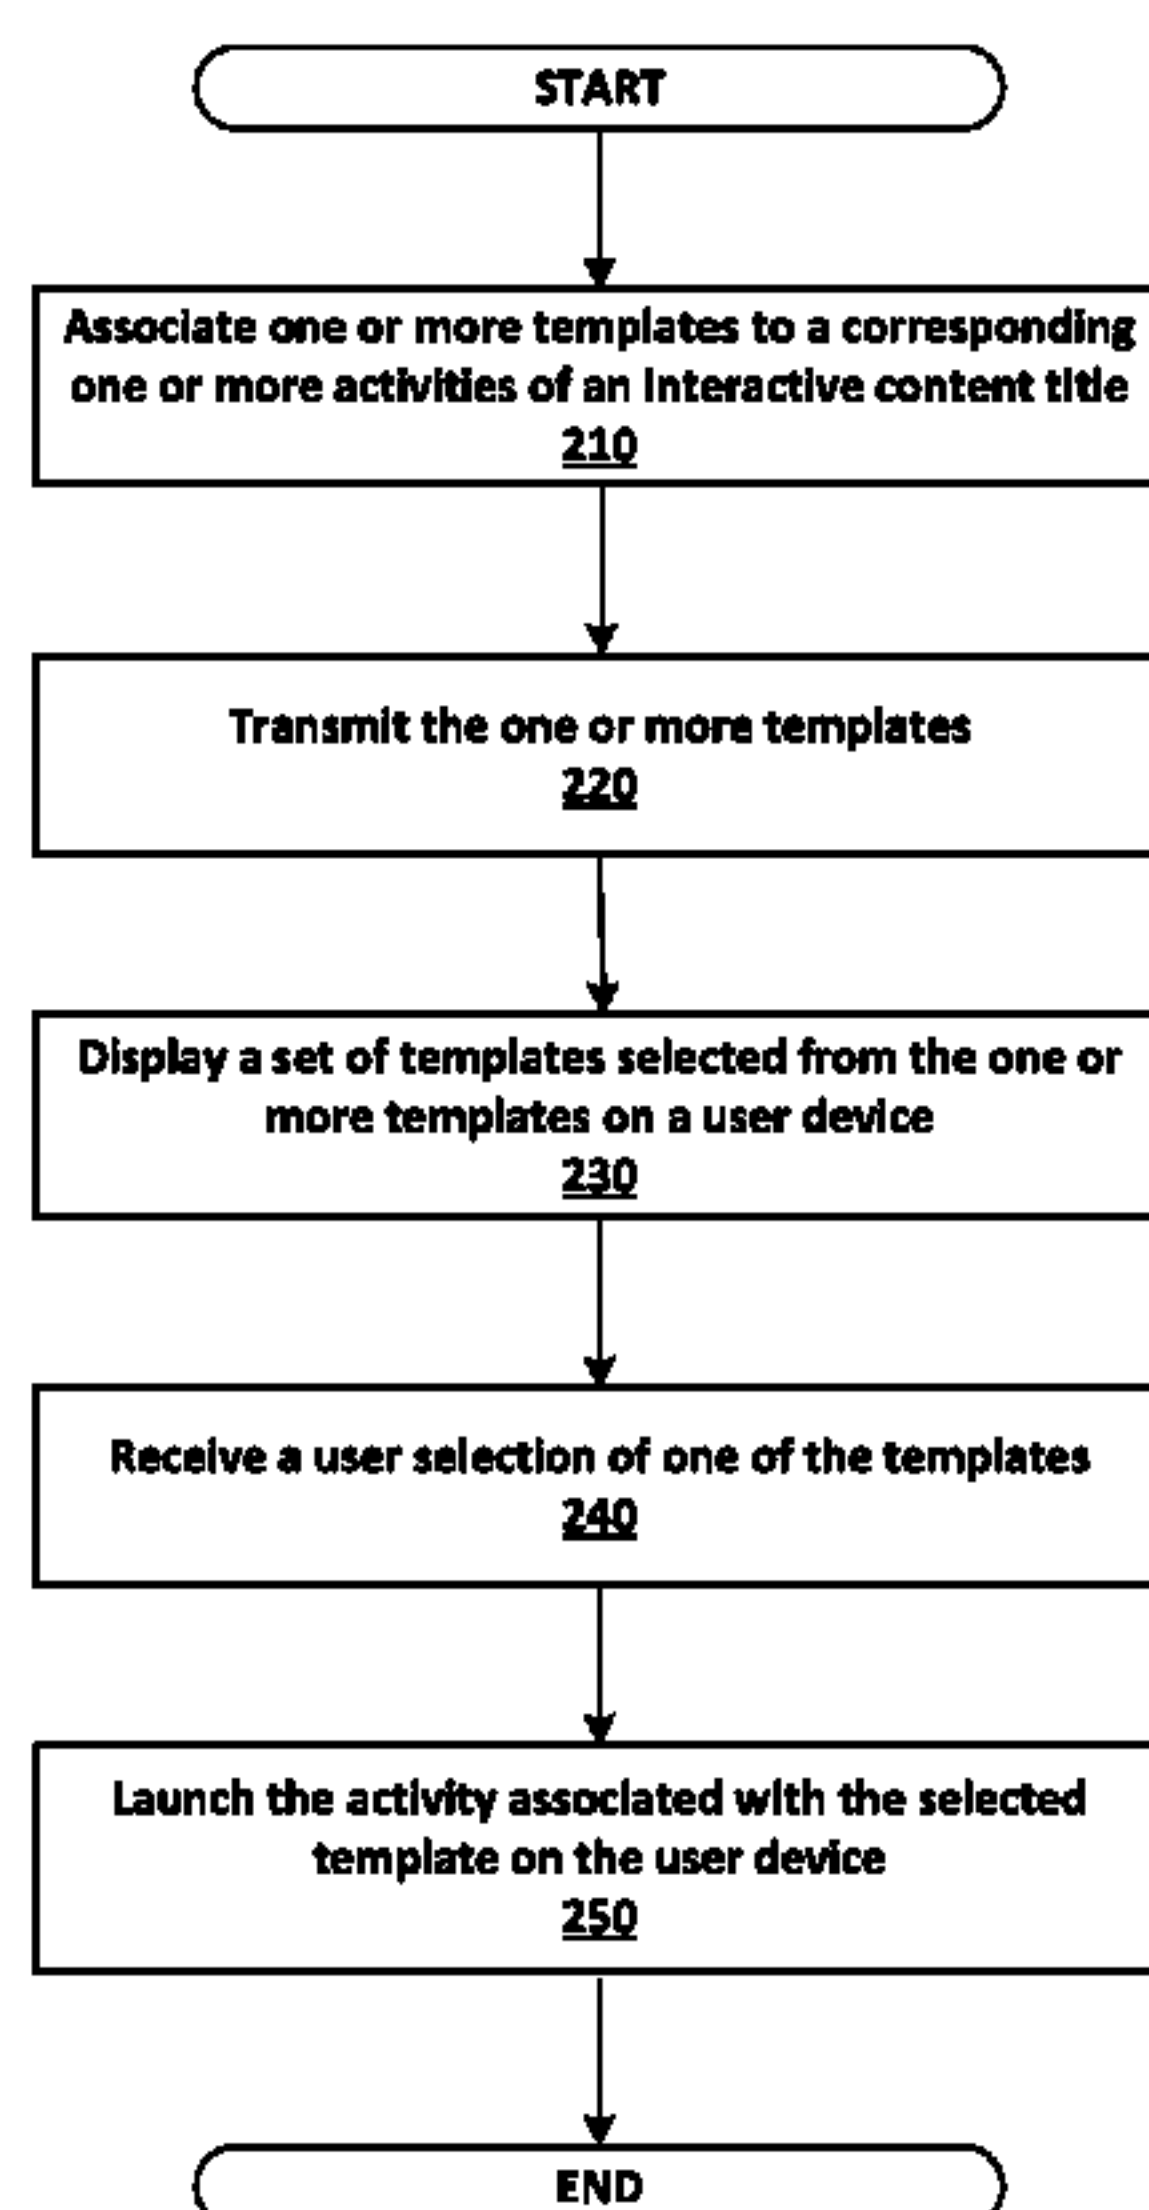 START
Associate one or more templates to a corresponding
one or more activities of an interactive content title
210
Transmit the one or more templates
220
Display a set of templates selected from the one or
more templates on a user device
230
Receive a user selection of one of the templates
240
Launch the activity associated with the selected
template on the user device
250
END